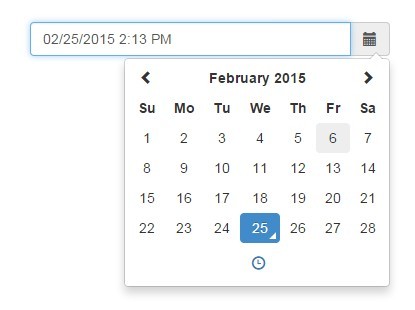 02/25/2015 2:13 PM
February 2015
Su Mo Tu We Th Fr Sa
1 2 3 4 5 6 7
8 9 10 11 12 13 14
15 16 17 18 19 20 21
22 23 24 25 26 27 28